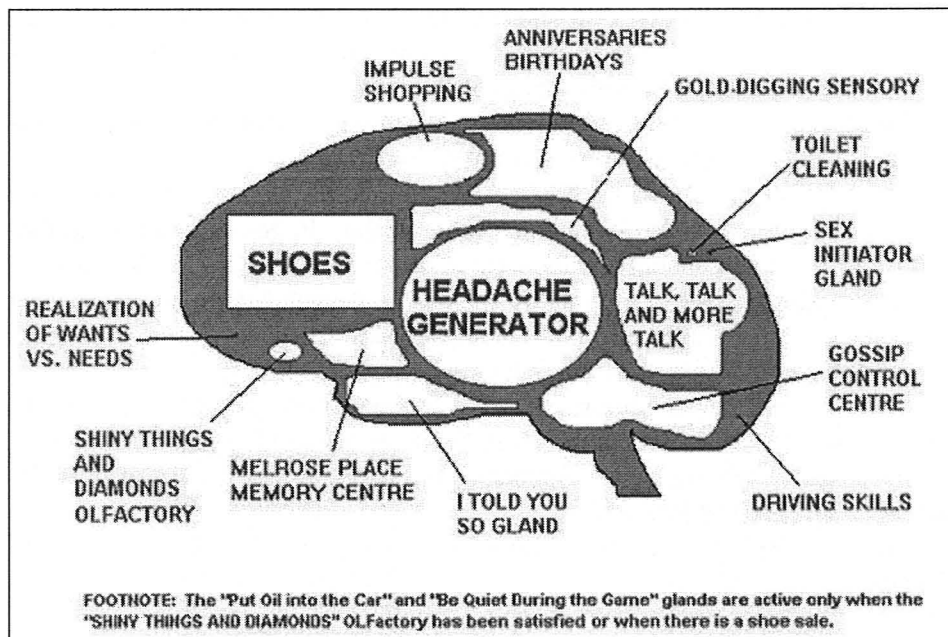 ANNIVERSARIES
BIRTHDAYS
IMPULSE
SHOPPING
GOLD-DIGGING SENSORY
TOILET
CLEANING
SEX
INITIATOR
GLAND
SHOES
HEADACHE
GENERATOR
TALK, TALK
AND MORE
TALK
REALIZATION
OF WANTS
VS. NEEDS
GOSSIP
CONTROL
CENTRE
SHINY THINGS
AND
DIAMONDS
OLFACTORY
MELROSE PLACE
MEMORY CENTRE
I TOLD YOU
SO GLAND
DRIVING SKILLS
FOOTNOTE: The "Put Oil into the Car" and "Be Quiet During the Game" glands are active only when the
"SHINY THINGS AND DIAMONDS" OLFactory has been satisfied or when there is a shoe sale.